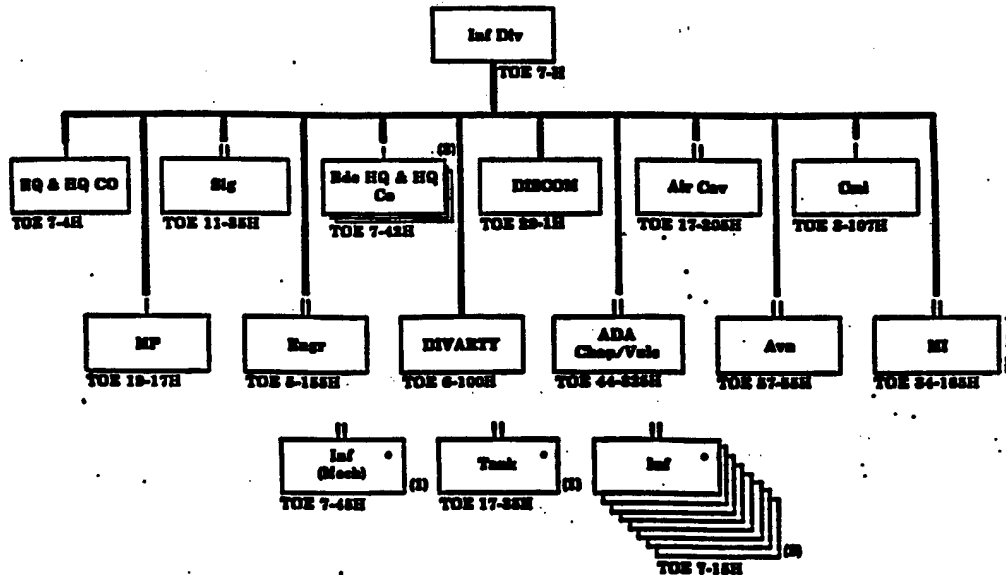 Inf Div
TOE 7-H
HQ & HQ CO
TOE 7-4H
Sig
TOE 11-35H
(3)
Bde HQ & HQ
Co
TOE 7-42H
DISCOM
TOE 29-1H
Air Cav
TOE 17-205H
Cml
TOE 3-107H
MP
TOE 19-17H
Engr
TOE 5-155H
DIVARTY
TOE 6-100H
ADA
Chap/Vulc
TOE 44-325H
Avn
TOE 57-55H
MI
TOE 34-165H
Inf
(Mech)
(1)
TOE 7-45H
Tank
(1)
TOE 17-35H
Inf
TOE 7-15H